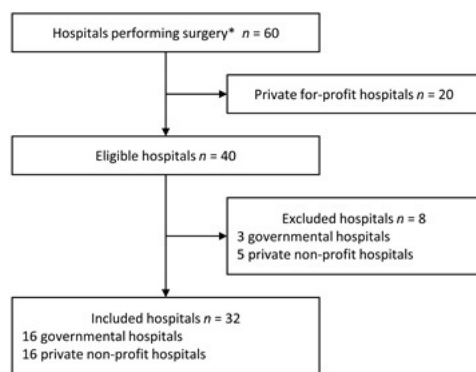 Hospitals performing surgery* n = 60
Private for-profit hospitals n = 20
Eligible hospitals n = 40
Excluded hospitals n = 8
3 governmental hospitals
5 private non-profit hospitals
Included hospitals n = 32
16 governmental hospitals
16 private non-profit hospitals